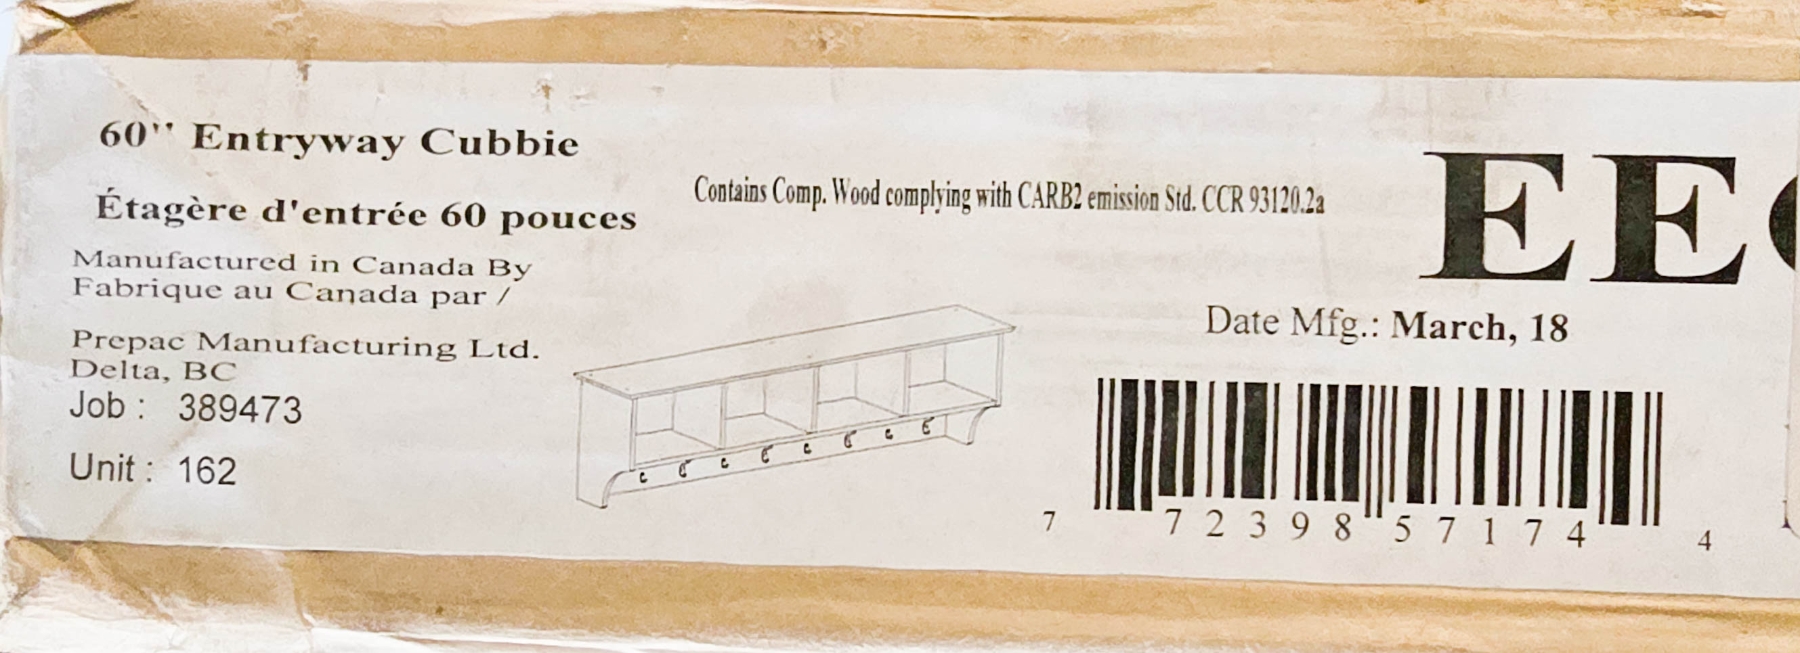 60" Entryway Cubbie
Étagère d'entrée 60 pouces
Manufactured in Canada By
Fabrique au Canada par /
Prepac Manufacturing Ltd.
Delta, BC
Job : 389473
Unit : 162
Contains Comp. Wood complying with CARB2 emission Std. CCR 93120.2a
Date Mfg.: March, 18
7 72398 57174 4